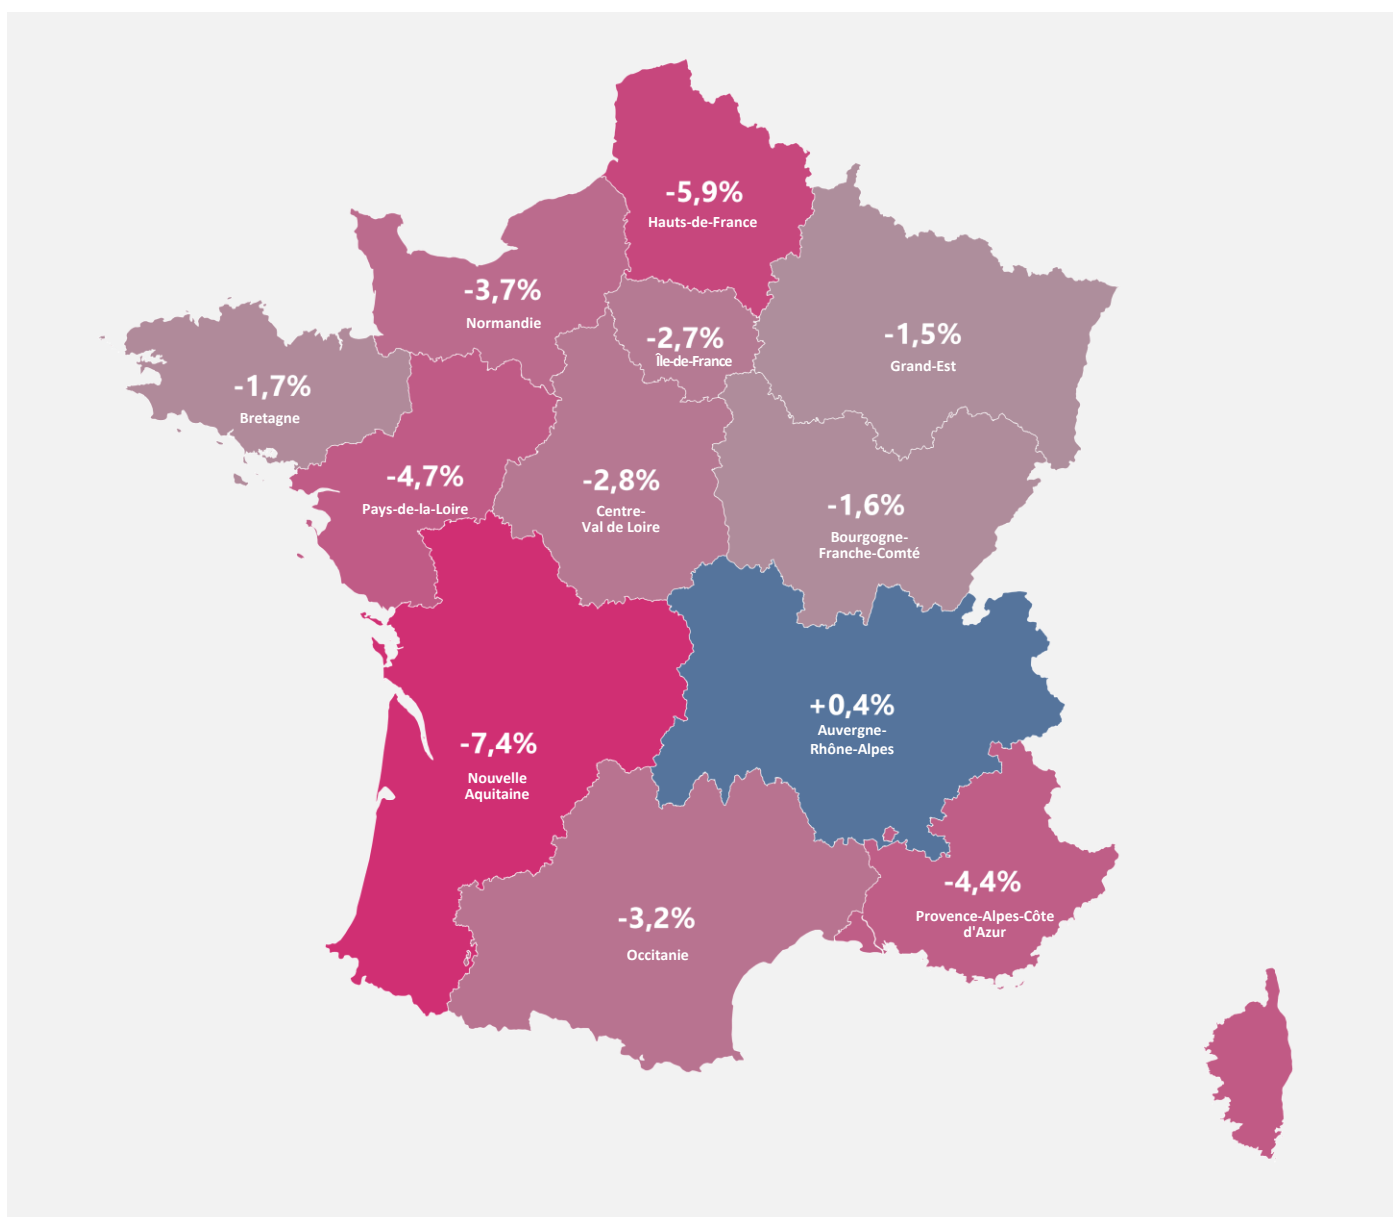 -5,9%
Hauts-de-France
-3,7%
Normandie
-2,7%
Île-de-France
-1,5%
Grand-Est
-1,7%
Bretagne
-4,7%
Pays-de-la-Loire
-2,8%
Centre-
Val de Loire
-1,6%
Bourgogne-
Franche-Comté
+0,4%
Auvergne-
Rhône-Alpes
-7,4%
Nouvelle
Aquitaine
-4,4%
Provence-Alpes-Côte
d'Azur
-3,2%
Occitanie